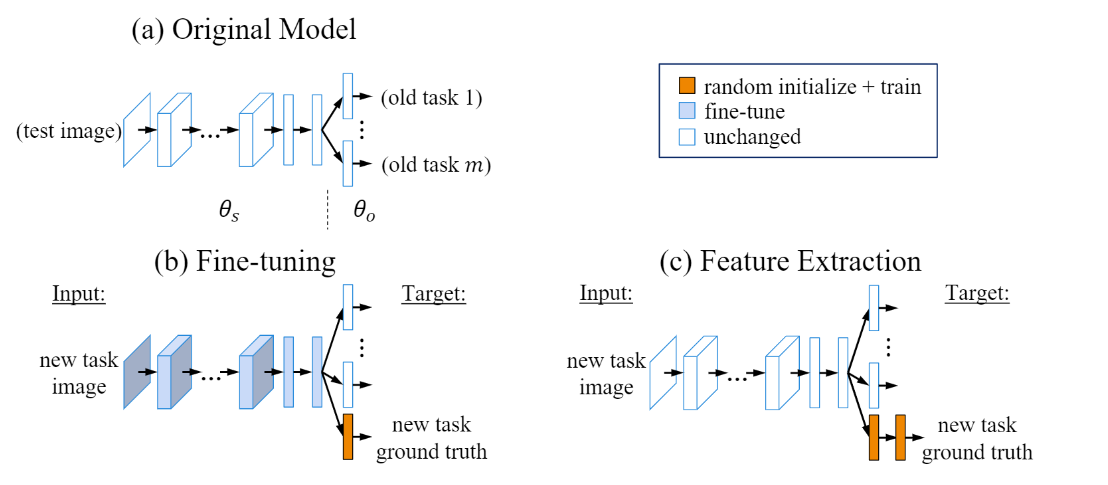 (a) Original Model
(test image)
...
(old task 1)
(old task m)
θs
θo
random initialize + train
fine-tune
unchanged
(b) Fine-tuning
Input:
Target:
new task
image
...
new task
ground truth
(c) Feature Extraction
Input:
Target:
new task
image
...
new task
ground truth